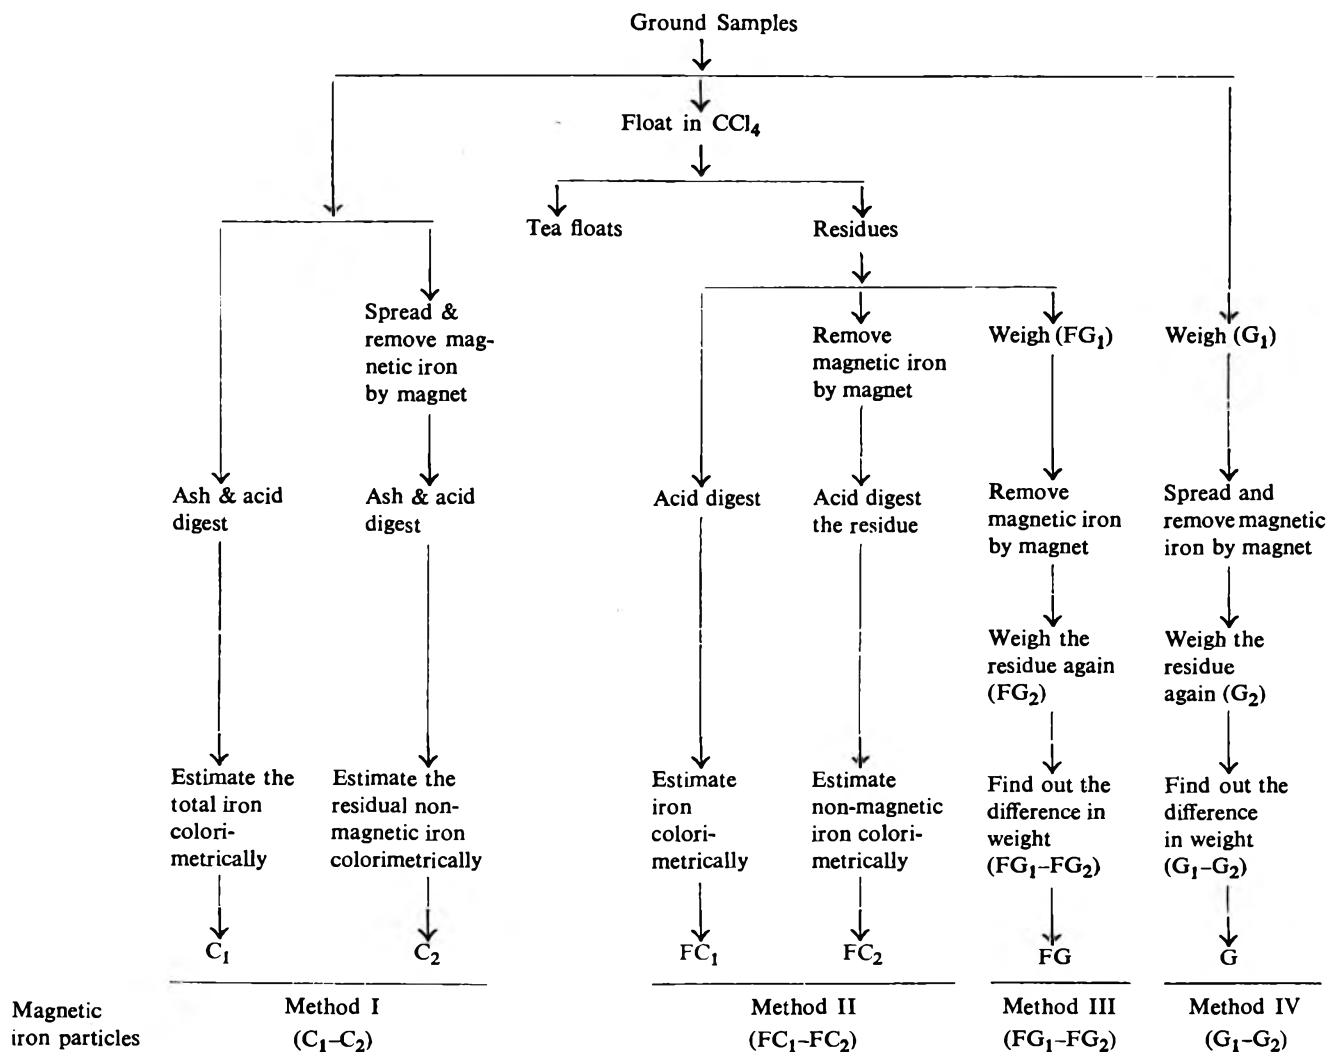 Ground Samples
Float in CCl₄
Tea floats
Residues
Spread &
remove mag-
netic iron
by magnet
Remove
magnetic iron
by magnet
Weigh (FG₁)
Weigh (G₁)
Ash & acid
digest
Ash & acid
digest
Acid digest
Acid digest
the residue
Remove
magnetic iron
by magnet
Spread and
remove magnetic
iron by magnet
Weigh the
residue again
(FG₂)
Weigh the
residue
again (G₂)
Estimate the
total iron
colori-
metrically
Estimate the
residual non-
magnetic iron
colorimetrically
Estimate
iron
colori-
metrically
Estimate
non-magnetic
iron colori-
metrically
Find out the
difference in
weight
(FG₁–FG₂)
Find out the
difference
in weight
(G₁–G₂)
C₁
C₂
FC₁
FC₂
FG
G
Magnetic
iron particles
Method I
(C₁–C₂)
Method II
(FC₁–FC₂)
Method III
(FG₁–FG₂)
Method IV
(G₁–G₂)